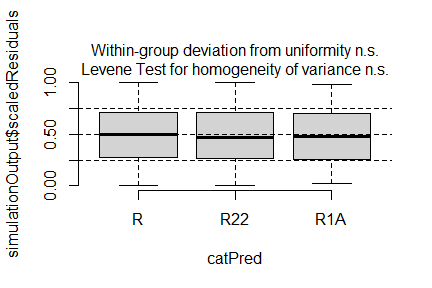 Within-group deviation from uniformity n.s.
Levene Test for homogeneity of variance n.s.
simulationOutput$scaledResiduals
1.00
0.50
0.00
R R22 R1A
catPred